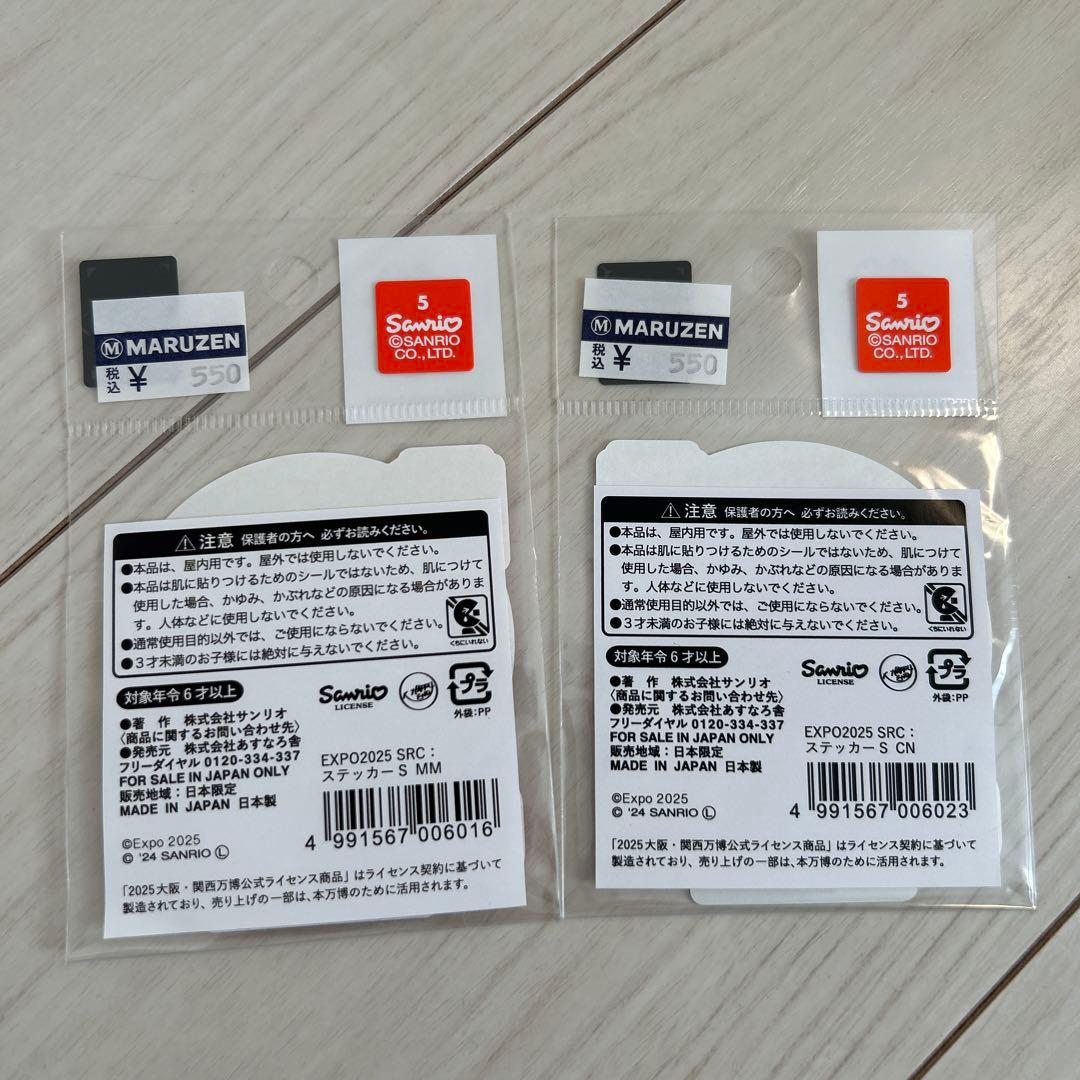 MARUZEN
税込 ¥ 550
5
Sanrio
©SANRIO
CO.,LTD.
⚠注意 保護者の方へ 必ずお読みください。
●本品は、屋内用です。屋外では使用しないでください。
●本品は肌に貼りつけるためのシールではないため、肌につけて
使用した場合、かゆみ、かぶれなどの原因になる場合がありま
す。人体などに使用しないでください。
●通常使用目的以外では、ご使用にならないでください。
●3才未満のお子様には絶対に与えないでください。
くちにいれない
対象年令6才以上
●著 作 株式会社サンリオ
〈商品に関するお問い合わせ先〉
●発売元 株式会社あすなろ舎
フリーダイヤル 0120-334-337
FOR SALE IN JAPAN ONLY
販売地域:日本限定
MADE IN JAPAN 日本製
Sanrio
LICENSE
プラ
外袋:PP
EXPO2025 SRC:
ステッカーS MM
4 991567 006016
©Expo 2025
© '24 SANRIO Ⓛ
「2025大阪・関西万博公式ライセンス商品」はライセンス契約に基づいて
製造されており、売り上げの一部は、本万博のために活用されます。
MARUZEN
税込 ¥ 550
5
Sanrio
©SANRIO
CO.,LTD.
⚠注意 保護者の方へ 必ずお読みください。
●本品は、屋内用です。屋外では使用しないでください。
●本品は肌に貼りつけるためのシールではないため、肌につけて
使用した場合、かゆみ、かぶれなどの原因になる場合がありま
す。人体などに使用しないでください。
●通常使用目的以外では、ご使用にならないでください。
●3才未満のお子様には絶対に与えないでください。
くちにいれない
対象年令6才以上
●著 作 株式会社サンリオ
〈商品に関するお問い合わせ先〉
●発売元 株式会社あすなろ舎
フリーダイヤル 0120-334-337
販売地域:日本限定
FOR SALE IN JAPAN ONLY
MADE IN JAPAN 日本製
Sanrio
LICENSE
プラ
外袋:PP
EXPO2025 SRC:
ステッカーS CN
4 991567 006023
©Expo 2025
© '24 SANRIO Ⓛ
「2025大阪・関西万博公式ライセンス商品」はライセンス契約に基づいて
製造されており、売り上げの一部は、本万博のために活用されます。